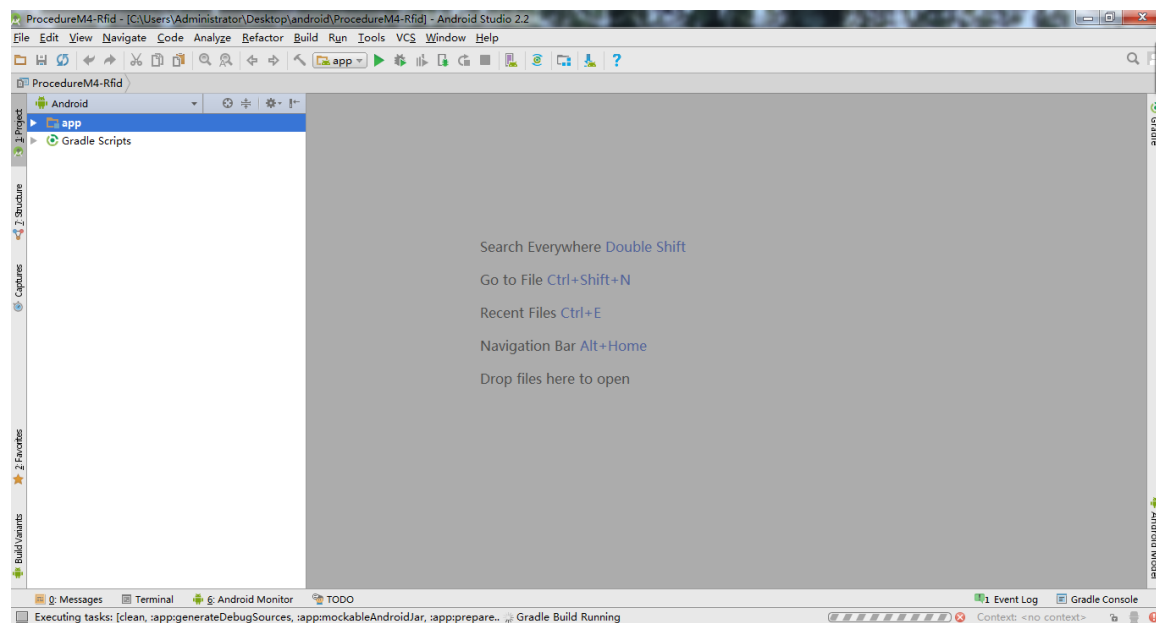 ProcedureM4-Rfid - [C:\Users\Administrator\Desktop\android\ProcedureM4-Rfid] - Android Studio 2.2
File Edit View Navigate Code Analyze Refactor Build Run Tools VCS Window Help
app
ProcedureM4-Rfid
Android
app
Gradle Scripts
1: Project
7: Structure
Captures
2: Favorites
Build Variants
Search Everywhere Double Shift
Go to File Ctrl+Shift+N
Recent Files Ctrl+E
Navigation Bar Alt+Home
Drop files here to open
Gradle
Android Model
0: Messages Terminal 6: Android Monitor TODO 1 Event Log Gradle Console
Executing tasks: [clean, :app:generateDebugSources, :app:mockableAndroidJar, :app:prepare.. Gradle Build Running Context: <no context>